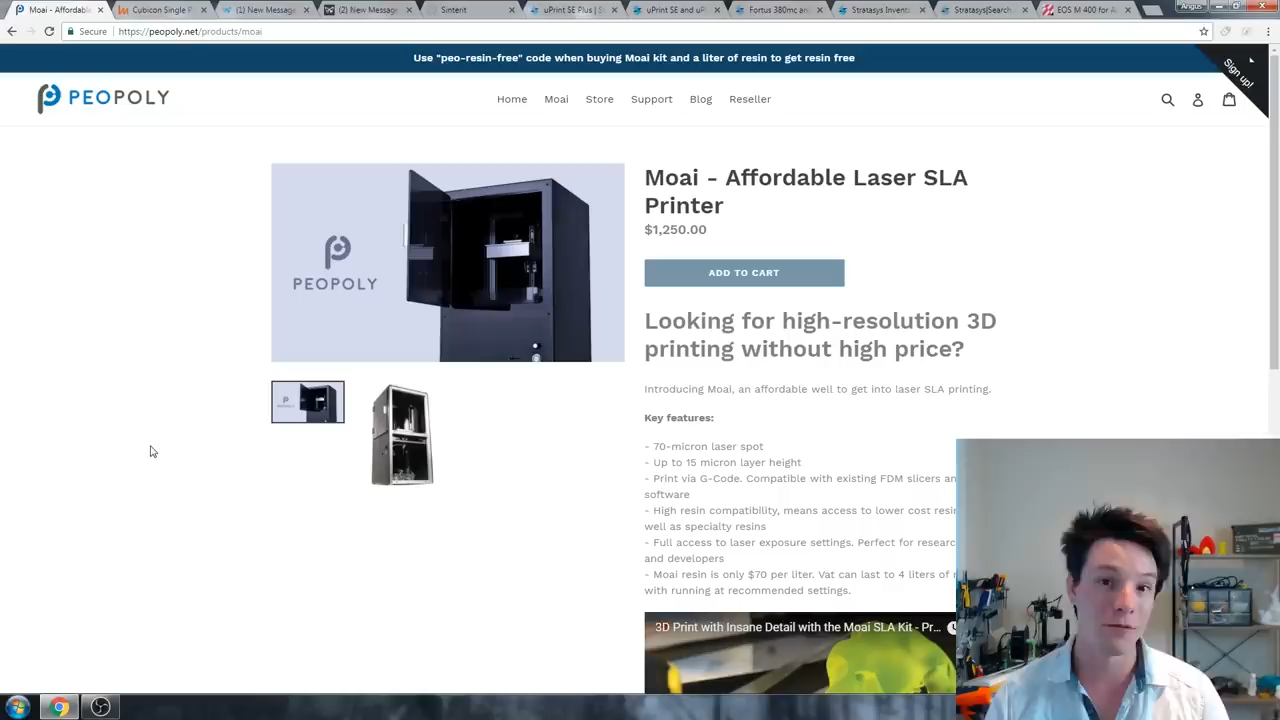 Moai - Affordable
Cubicon Single P
(1) New Message
(2) New Message
Sinterit
uPrint SE Plus | S
uPrint SE and uP
Fortus 380mc an
Stratasys Invent
Stratasys|Search
EOS M 400 for A
Angus
Secure
https://peopoly.net/products/moai
Use "peo-resin-free" code when buying Moai kit and a liter of resin to get resin free
Sign up!
PEOPOLY
Home
Moai
Store
Support
Blog
Reseller
PEOPOLY
Moai - Affordable Laser SLA
Printer
$1,250.00
ADD TO CART
Looking for high-resolution 3D
printing without high price?
Introducing Moai, an affordable well to get into laser SLA printing.
Key features:
- 70-micron laser spot
- Up to 15 micron layer height
- Print via G-Code. Compatible with existing FDM slicers an
software
- High resin compatibility, means access to lower cost resin
well as specialty resins
- Full access to laser exposure settings. Perfect for researc
and developers
- Moai resin is only $70 per liter. Vat can last to 4 liters of r
with running at recommended settings.
3D Print with Insane Detail with the Moai SLA Kit - Pr...